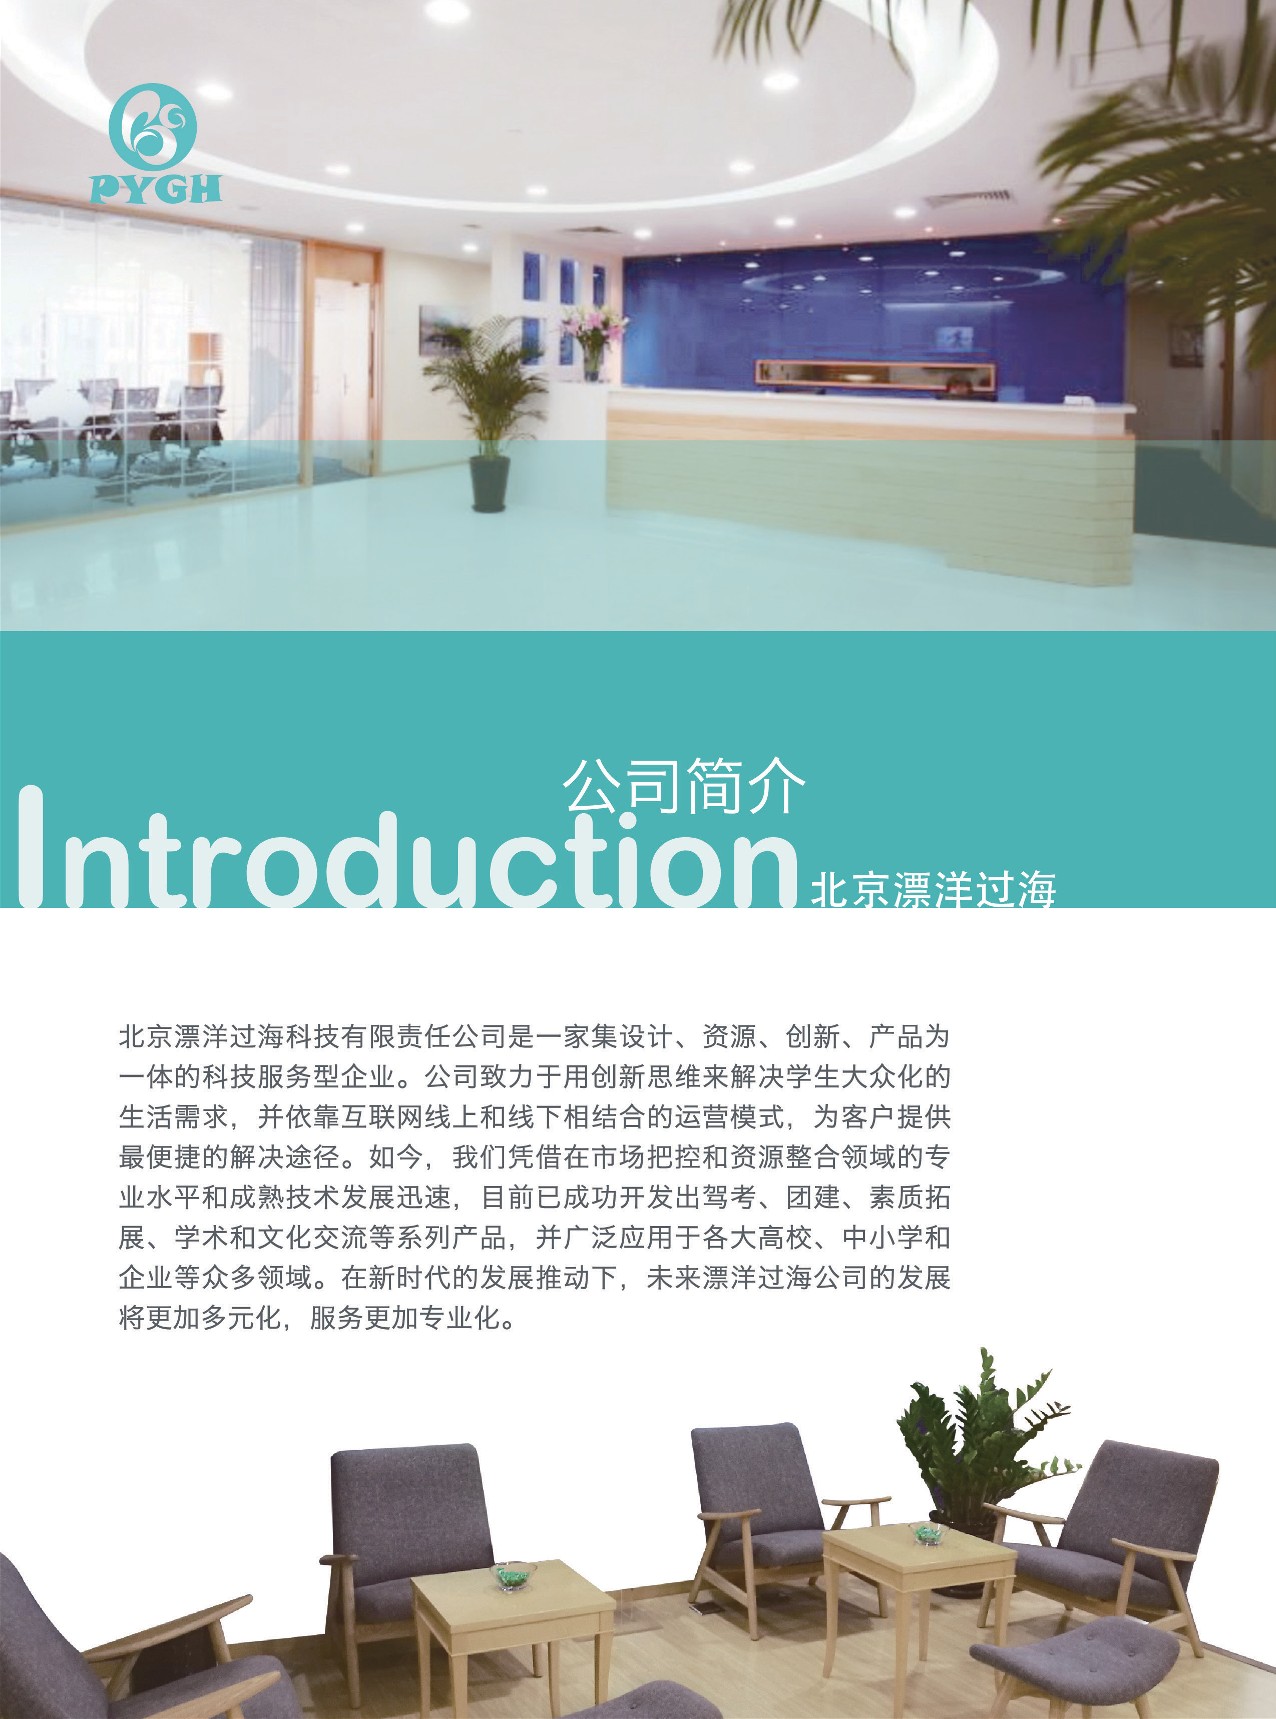 PYGH
公司简介
Introduction
北京漂洋过海
北京漂洋过海科技有限责任公司是一家集设计、资源、创新、产品为
一体的科技服务型企业。公司致力于用创新思维来解决学生大众化的
生活需求，并依靠互联网线上和线下相结合的运营模式，为客户提供
最便捷的解决途径。如今，我们凭借在市场把控和资源整合领域的专
业水平和成熟技术发展迅速，目前已成功开发出驾考、团建、素质拓
展、学术和文化交流等系列产品，并广泛应用于各大高校、中小学和
企业等众多领域。在新时代的发展推动下，未来漂洋过海公司的发展
将更加多元化，服务更加专业化。